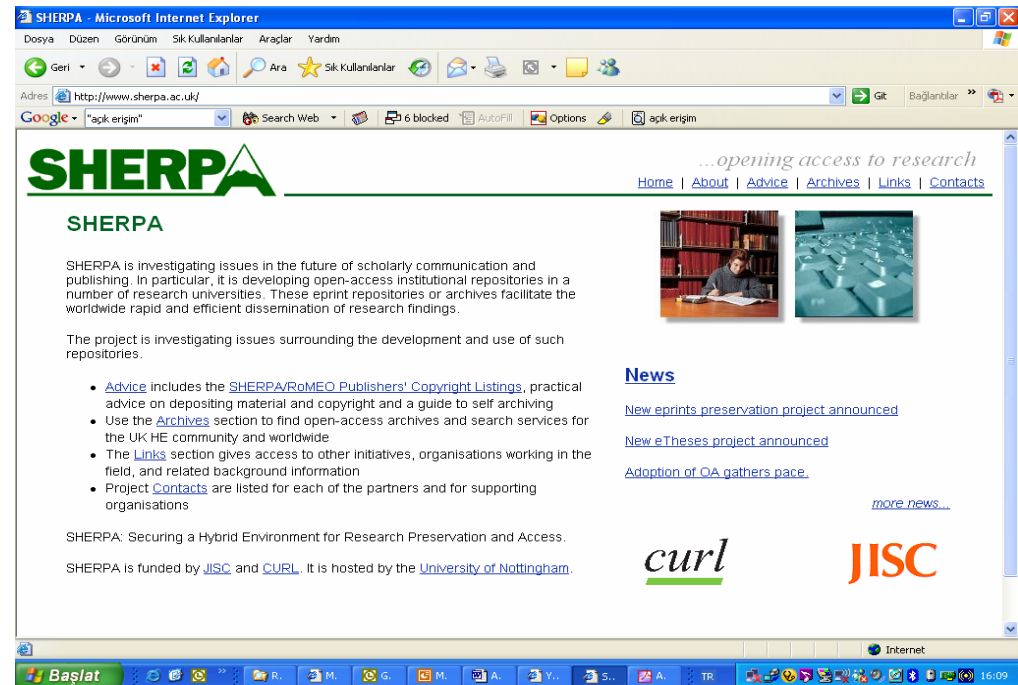 SHERPA - Microsoft Internet Explorer
Dosya Düzen Görünüm Sık Kullanılanlar Araçlar Yardım
Geri Ara Sık Kullanılanlar
Adres http://www.sherpa.ac.uk/ Git Bağlantılar »
Google "açık erişim" Search Web 6 blocked AutoFill Options açık erişim
SHERPA
...opening access to research
Home | About | Advice | Archives | Links | Contacts
SHERPA
SHERPA is investigating issues in the future of scholarly communication and
publishing. In particular, it is developing open-access institutional repositories in a
number of research universities. These eprint repositories or archives facilitate the
worldwide rapid and efficient dissemination of research findings.
The project is investigating issues surrounding the development and use of such
repositories.
• Advice includes the SHERPA/RoMEO Publishers' Copyright Listings, practical
advice on depositing material and copyright and a guide to self archiving
• Use the Archives section to find open-access archives and search services for
the UK HE community and worldwide
• The Links section gives access to other initiatives, organisations working in the
field, and related background information
• Project Contacts are listed for each of the partners and for supporting
organisations
SHERPA: Securing a Hybrid Environment for Research Preservation and Access.
SHERPA is funded by JISC and CURL. It is hosted by the University of Nottingham.
News
New eprints preservation project announced
New eTheses project announced
Adoption of OA gathers pace.
more news...
curl
JISC
Internet
Başlat » R. M. G. M. A. Y.. S.. A. TR 16:09